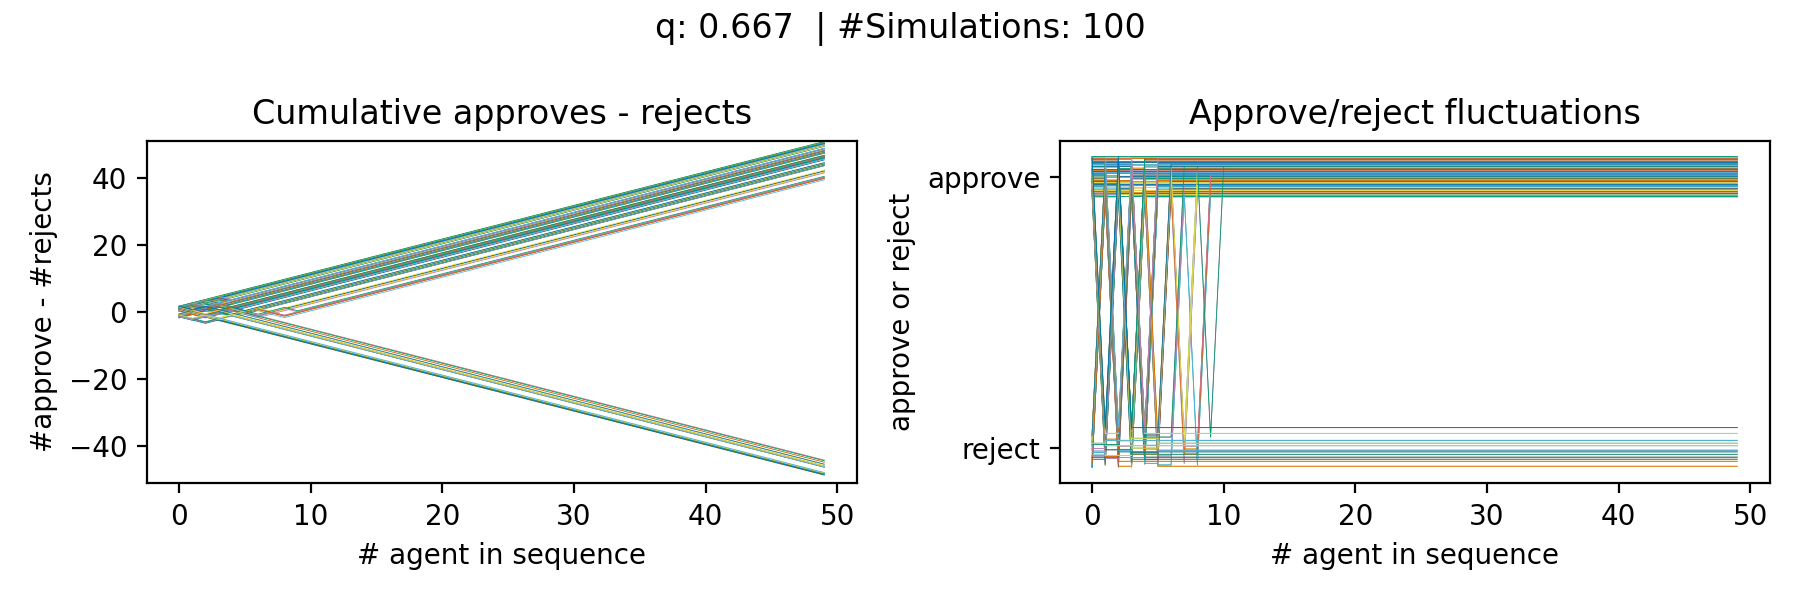 q: 0.667 | #Simulations: 100
Cumulative approves - rejects
#approve - #rejects
40
20
0
−20
−40
0 10 20 30 40 50
# agent in sequence
Approve/reject fluctuations
approve or reject
approve
reject
0 10 20 30 40 50
# agent in sequence